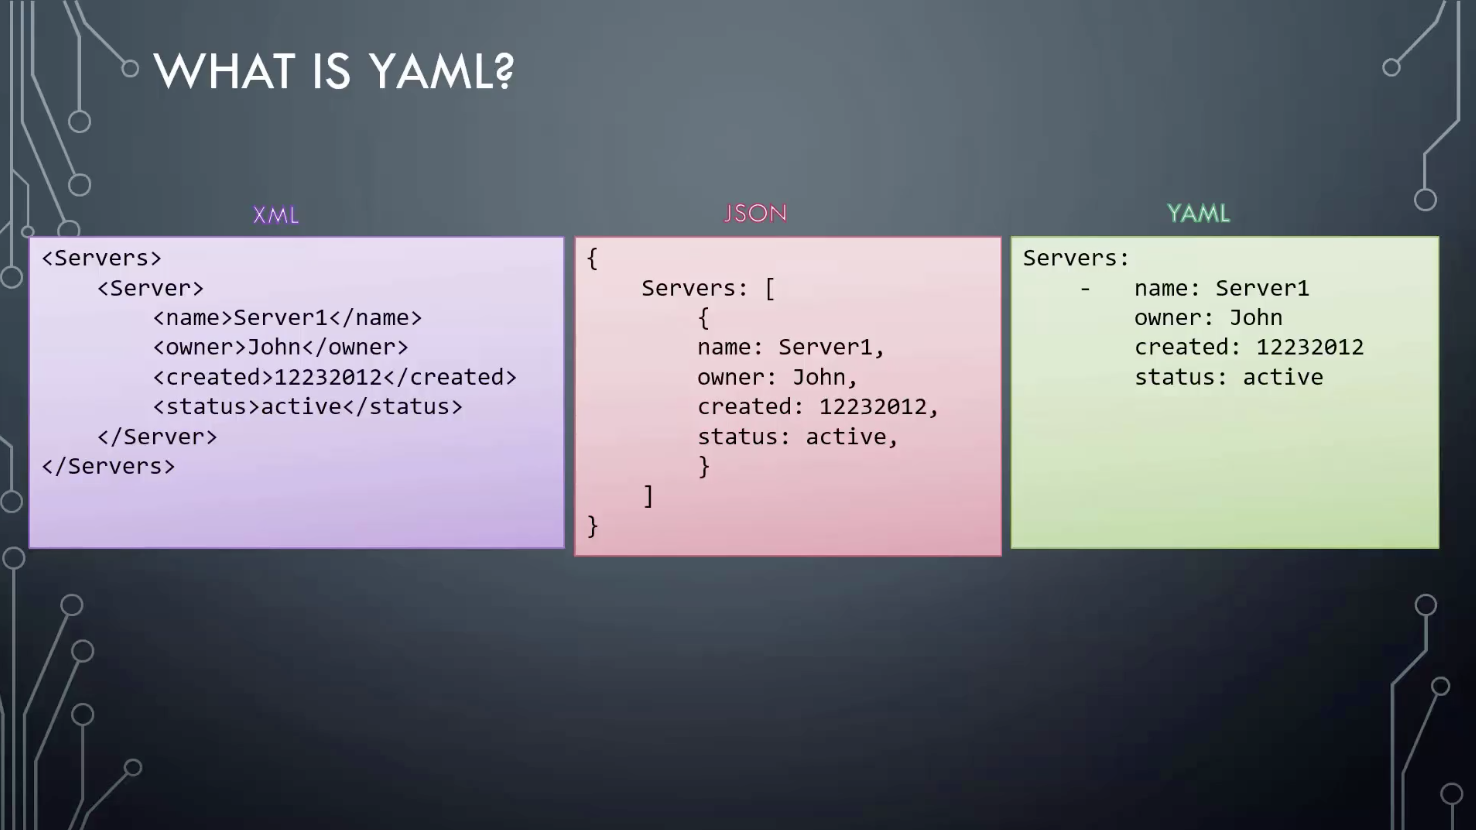 WHAT IS YAML?
XML
<Servers>
    <Server>
        <name>Server1</name>
        <owner>John</owner>
        <created>12232012</created>
        <status>active</status>
    </Server>
</Servers>
JSON
{
    Servers: [
        {
        name: Server1,
        owner: John,
        created: 12232012,
        status: active,
        }
    ]
}
YAML
Servers:
    -   name: Server1
        owner: John
        created: 12232012
        status: active